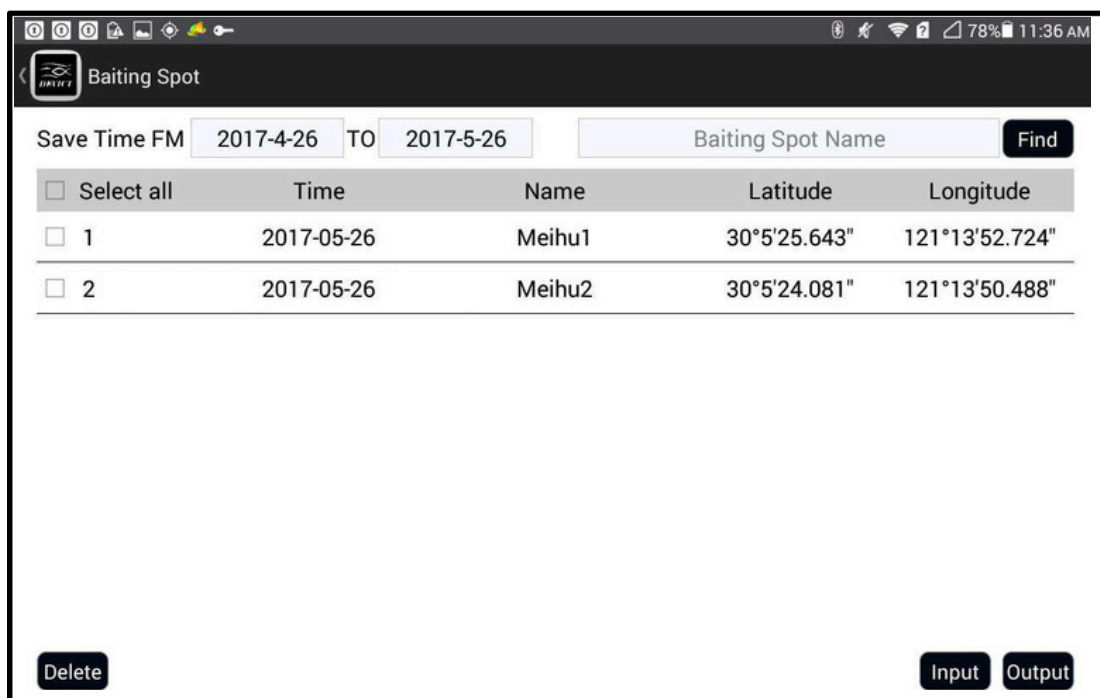 78% 11:36 AM
Baiting Spot
Save Time FM 2017-4-26 TO 2017-5-26 Baiting Spot Name Find
Select all Time Name Latitude Longitude
1 2017-05-26 Meihu1 30°5'25.643" 121°13'52.724"
2 2017-05-26 Meihu2 30°5'24.081" 121°13'50.488"
Delete Input Output